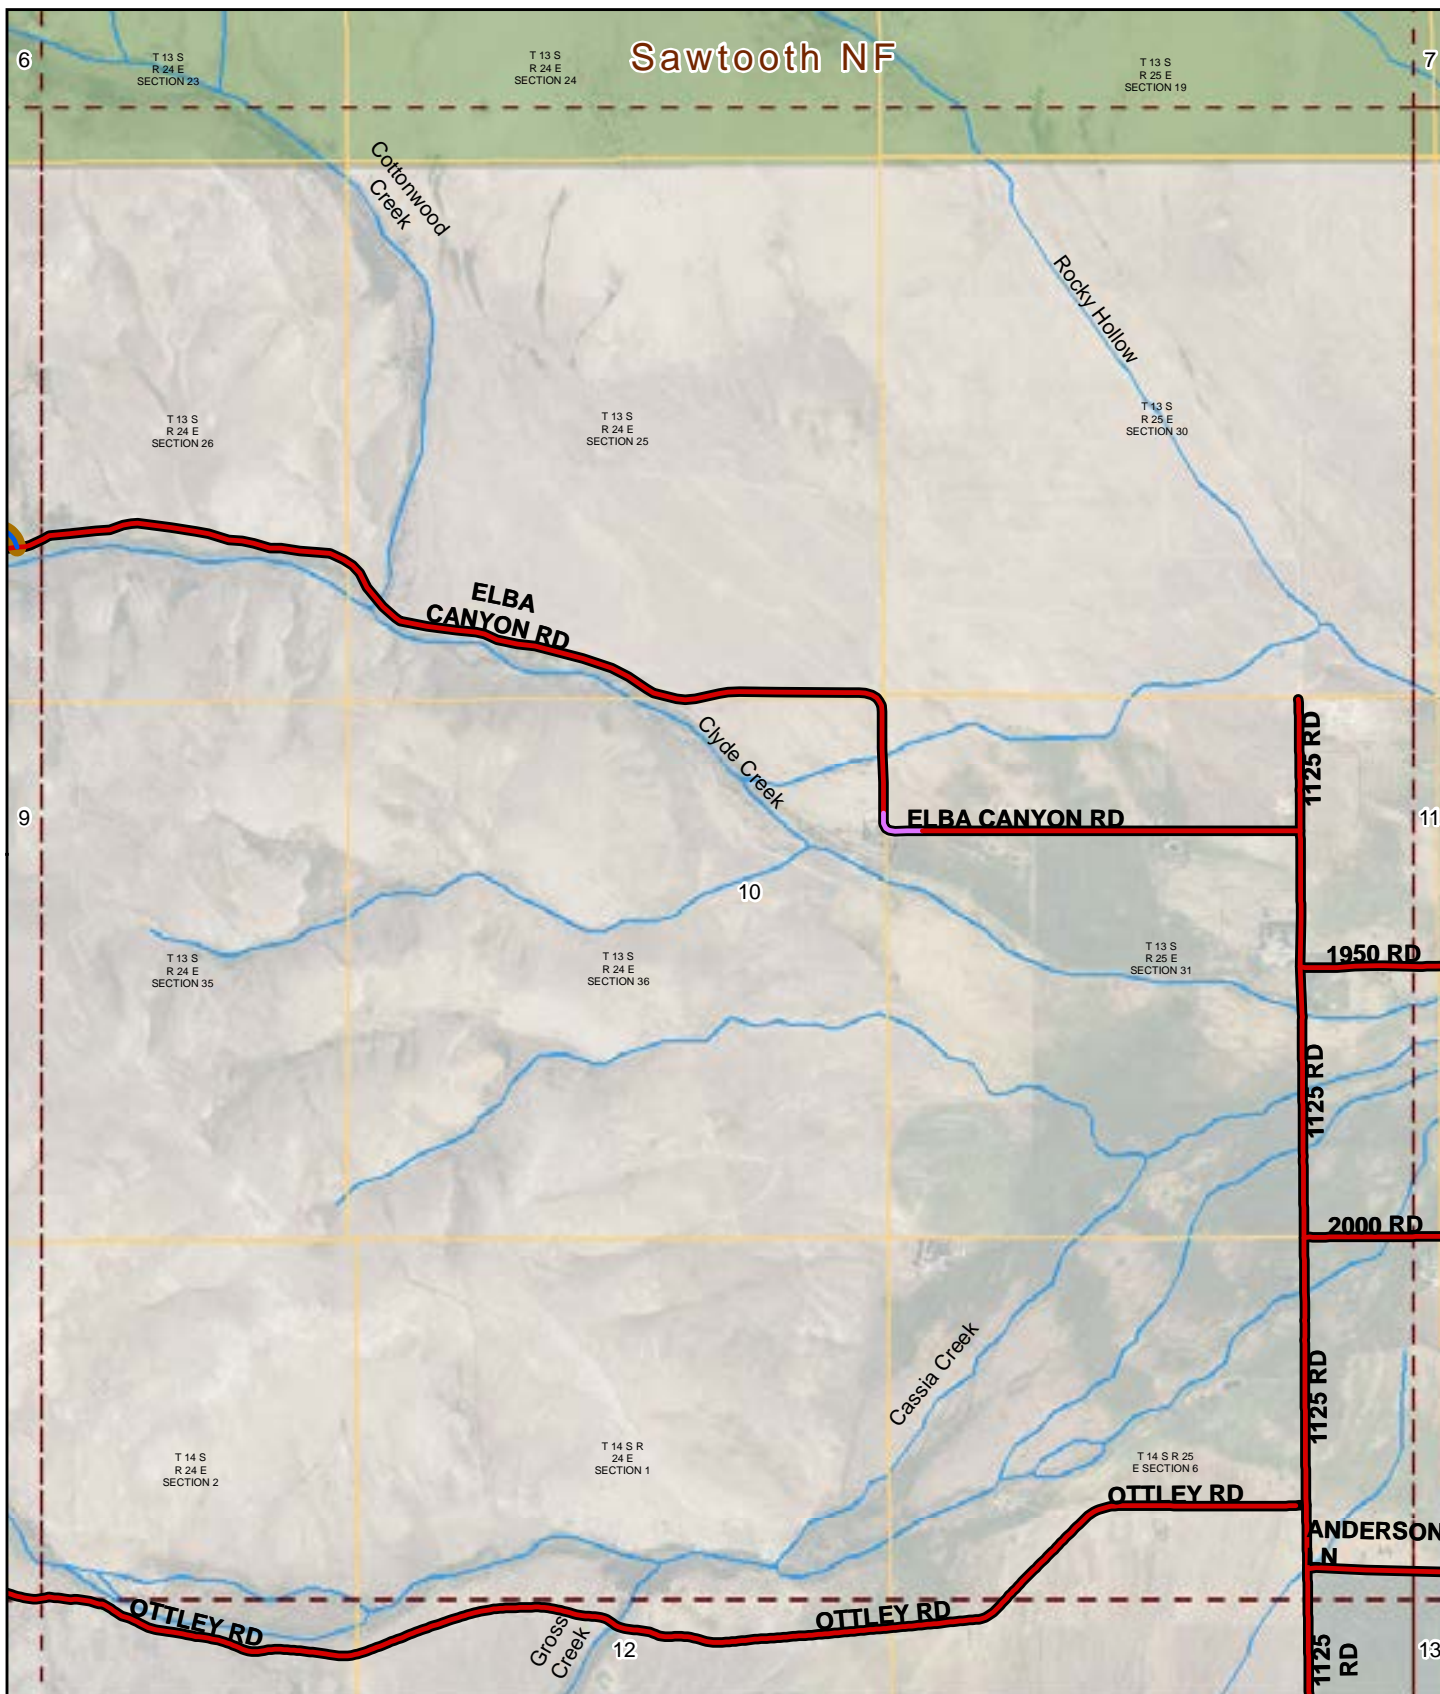 Sawtooth NF
6
T 13 S
R 24 E
SECTION 23
T 13 S
R 24 E
SECTION 24
T 13 S
R 25 E
SECTION 19
7
Cottonwood
Creek
Rocky Hollow
T 13 S
R 24 E
SECTION 26
T 13 S
R 24 E
SECTION 25
T 13 S
R 25 E
SECTION 30
ELBA
CANYON RD
Clyde Creek
1125 RD
9
ELBA CANYON RD
11
10
T 13 S
R 24 E
SECTION 35
T 13 S
R 24 E
SECTION 36
T 13 S
R 25 E
SECTION 31
1950 RD
1125 RD
2000 RD
Cassia Creek
1125 RD
T 14 S
R 24 E
SECTION 2
T 14 S R
24 E
SECTION 1
T 14 S R 25
E SECTION 6
OTTLEY RD
ANDERSON
LN
OTTLEY RD
OTTLEY RD
Gross
Creek
12
1125
RD
13